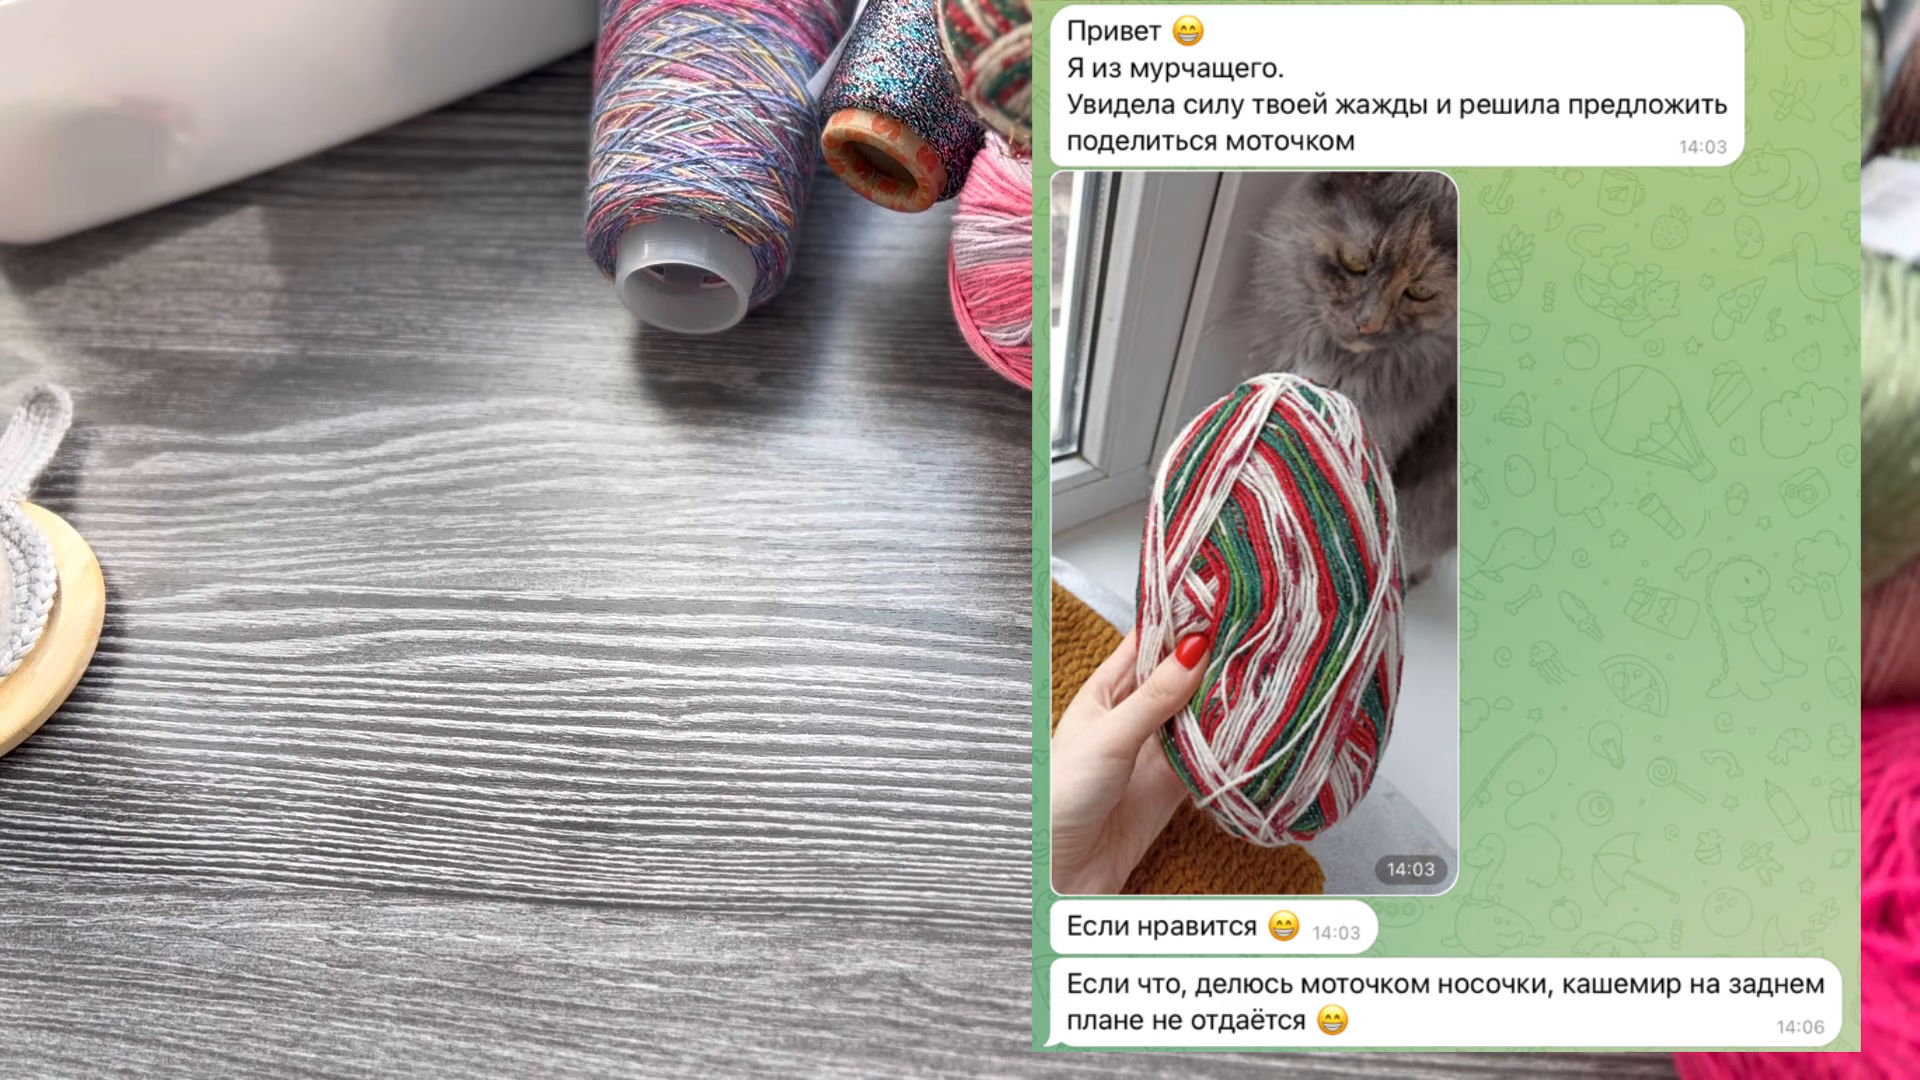 Привет 😁
Я из мурчащего.
Увидела силу твоей жажды и решила предложить
поделиться моточком
14:03
14:03
Если нравится 😁 14:03
Если что, делюсь моточком носочки, кашемир на заднем
плане не отдаётся 😁
14:06